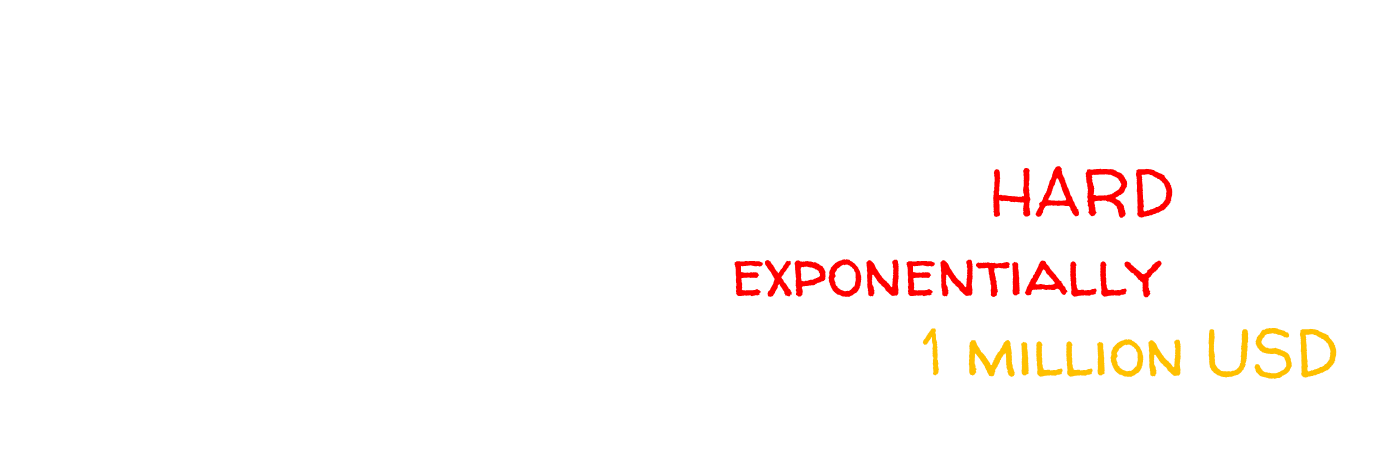 HARD
EXPONENTIALLY
1 MILLION USD